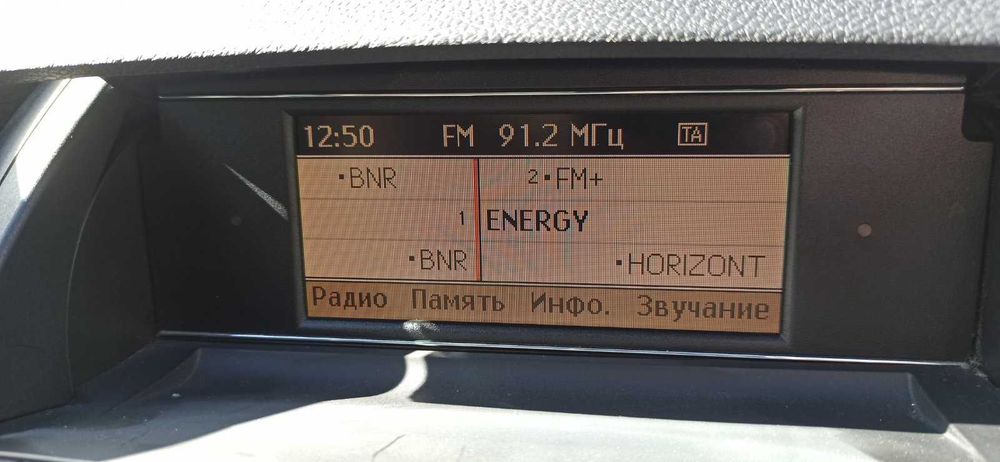 12:50 FM 91.2 МГц TA
·BNR 2·FM+
1 ENERGY
·BNR ·HORIZONT
Радио Память Инфо. Звучание